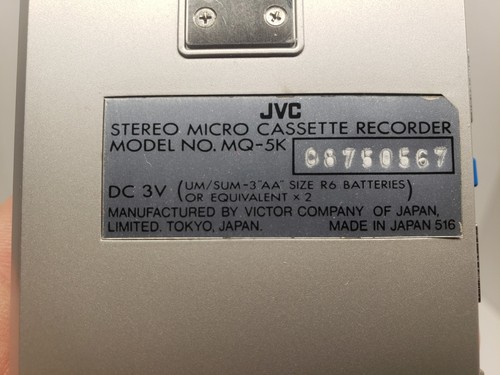 JVC
STEREO MICRO CASSETTE RECORDER
MODEL NO. MQ-5K 08750567
DC 3V (UM/SUM-3"AA" SIZE R6 BATTERIES)
OR EQUIVALENT × 2
MANUFACTURED BY VICTOR COMPANY OF JAPAN,
LIMITED. TOKYO, JAPAN. MADE IN JAPAN 516